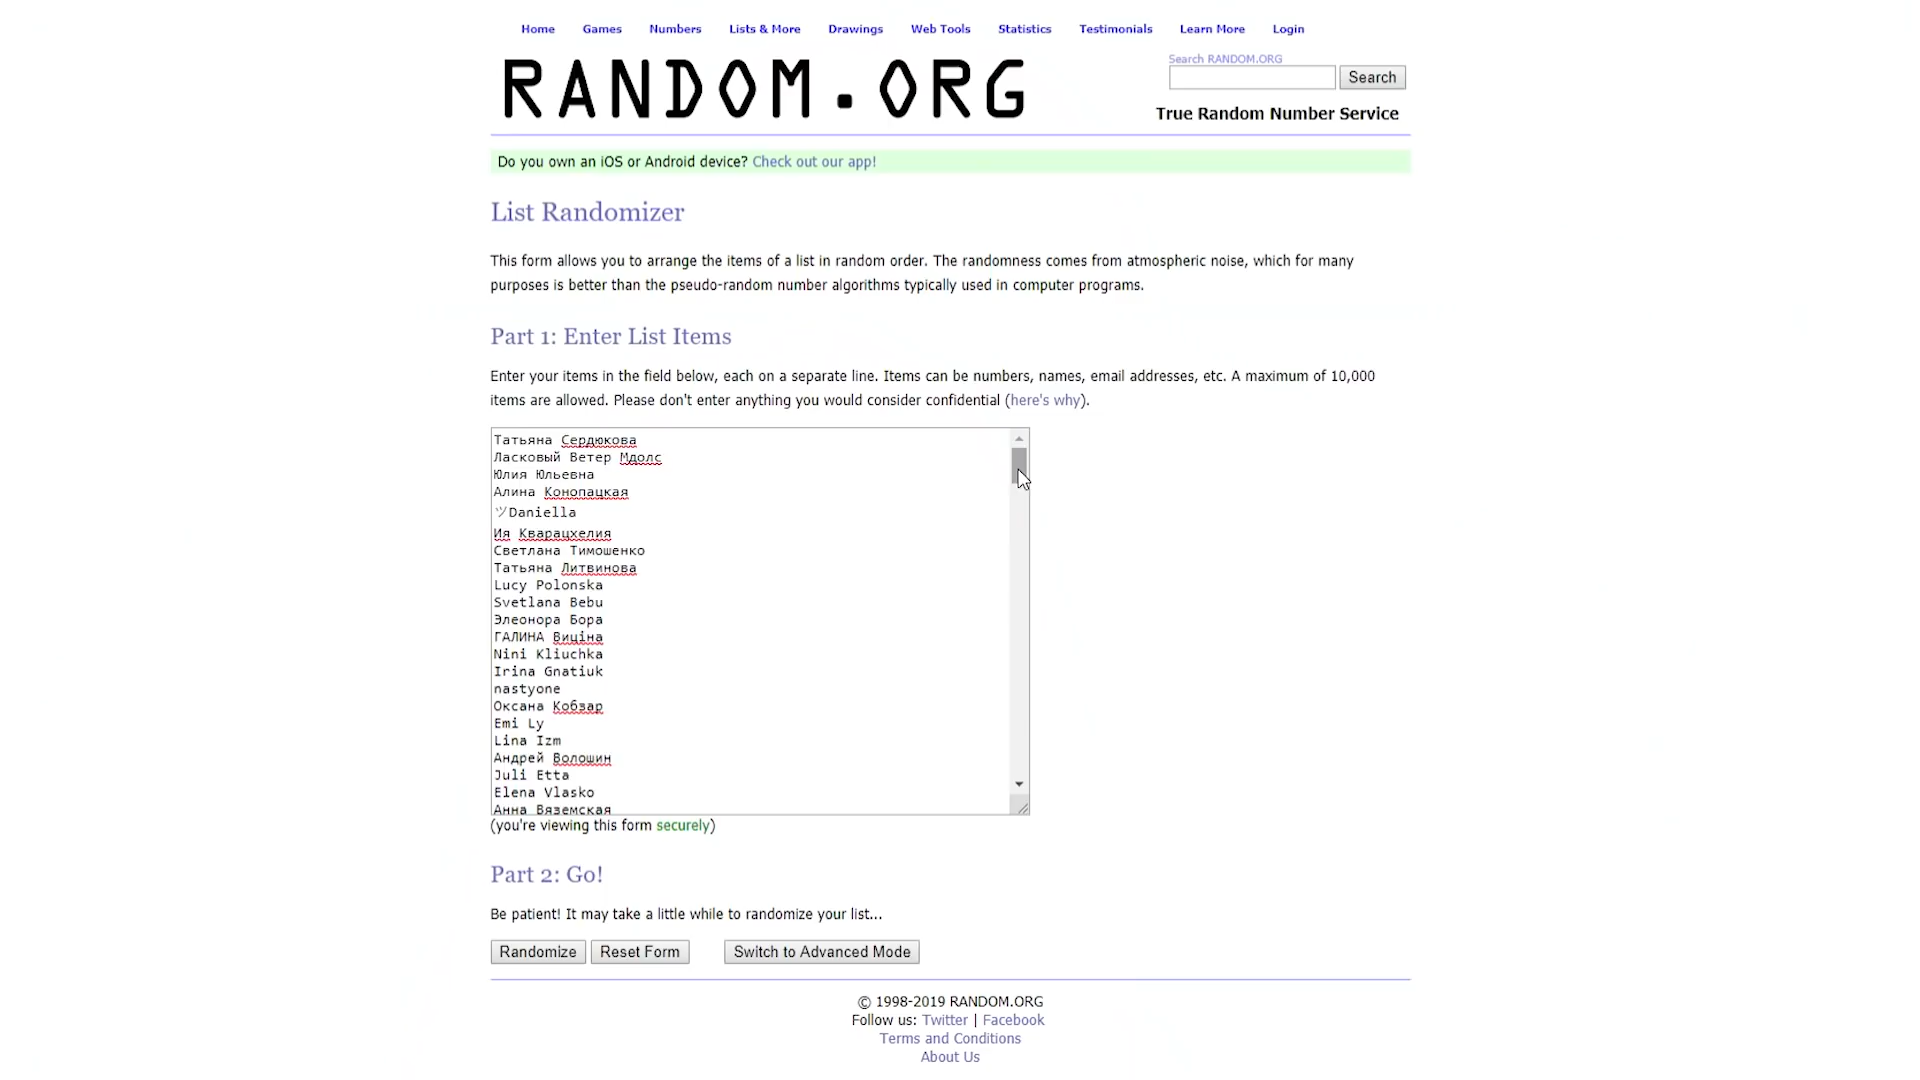 Home Games Numbers Lists & More Drawings Web Tools Statistics Testimonials Learn More Login
RANDOM.ORG
Search RANDOM.ORG
Search
True Random Number Service
Do you own an iOS or Android device? Check out our app!
List Randomizer
This form allows you to arrange the items of a list in random order. The randomness comes from atmospheric noise, which for many
purposes is better than the pseudo-random number algorithms typically used in computer programs.
Part 1: Enter List Items
Enter your items in the field below, each on a separate line. Items can be numbers, names, email addresses, etc. A maximum of 10,000
items are allowed. Please don't enter anything you would consider confidential (here's why).
Татьяна Сердюкова
Ласковый Ветер Мдолс
Юлия Юльевна
Алина Конопацкая
ツDaniella
Ия Кварацхелия
Светлана Тимошенко
Татьяна Литвинова
Lucy Polonska
Svetlana Bebu
Элеонора Бора
ГАЛИНА Виціна
Nini Kliuchka
Irina Gnatiuk
nastyone
Оксана Кобзар
Emi Ly
Lina Izm
Андрей Волошин
Juli Etta
Elena Vlasko
Анна Вяземская
(you're viewing this form securely)
Part 2: Go!
Be patient! It may take a little while to randomize your list...
Randomize Reset Form Switch to Advanced Mode
© 1998-2019 RANDOM.ORG
Follow us: Twitter | Facebook
Terms and Conditions
About Us